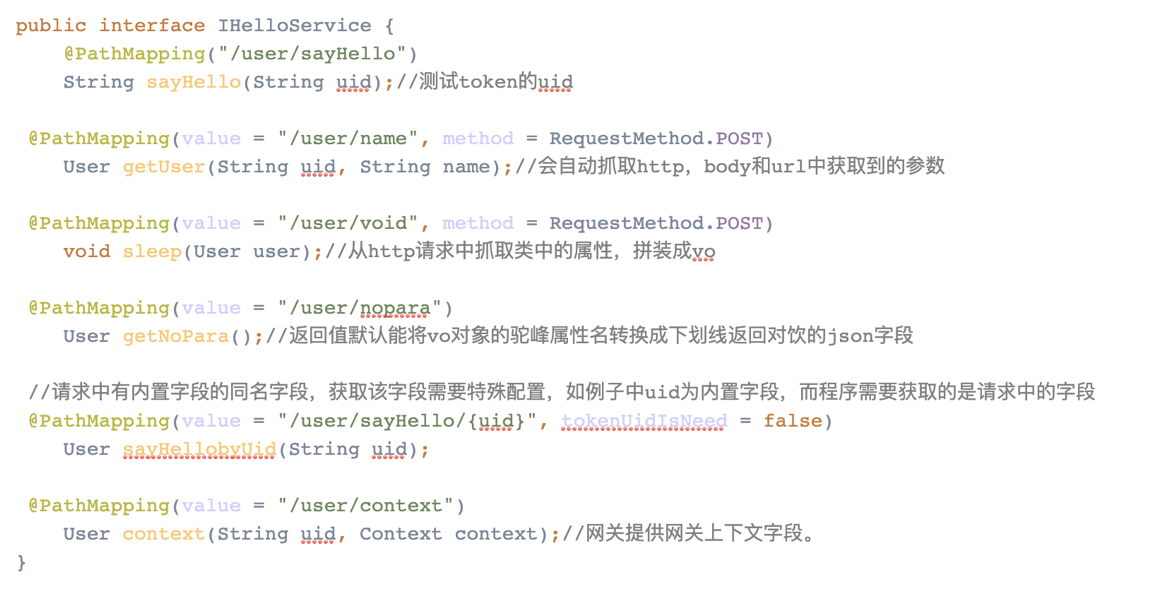 public interface IHelloService {
@PathMapping("/user/sayHello")
String sayHello(String uid);//测试token的uid
@PathMapping(value = "/user/name", method = RequestMethod.POST)
User getUser(String uid, String name);//会自动抓取http，body和url中获取到的参数
@PathMapping(value = "/user/void", method = RequestMethod.POST)
void sleep(User user);//从http请求中抓取类中的属性，拼装成vo
@PathMapping(value = "/user/nopara")
User getNoPara();//返回值默认能将vo对象的驼峰属性名转换成下划线返回对饮的json字段
//请求中有内置字段的同名字段，获取该字段需要特殊配置，如例子中uid为内置字段，而程序需要获取的是请求中的字段
@PathMapping(value = "/user/sayHello/{uid}", tokenUidIsNeed = false)
User sayHellobyUid(String uid);
@PathMapping(value = "/user/context")
User context(String uid, Context context);//网关提供网关上下文字段。
}